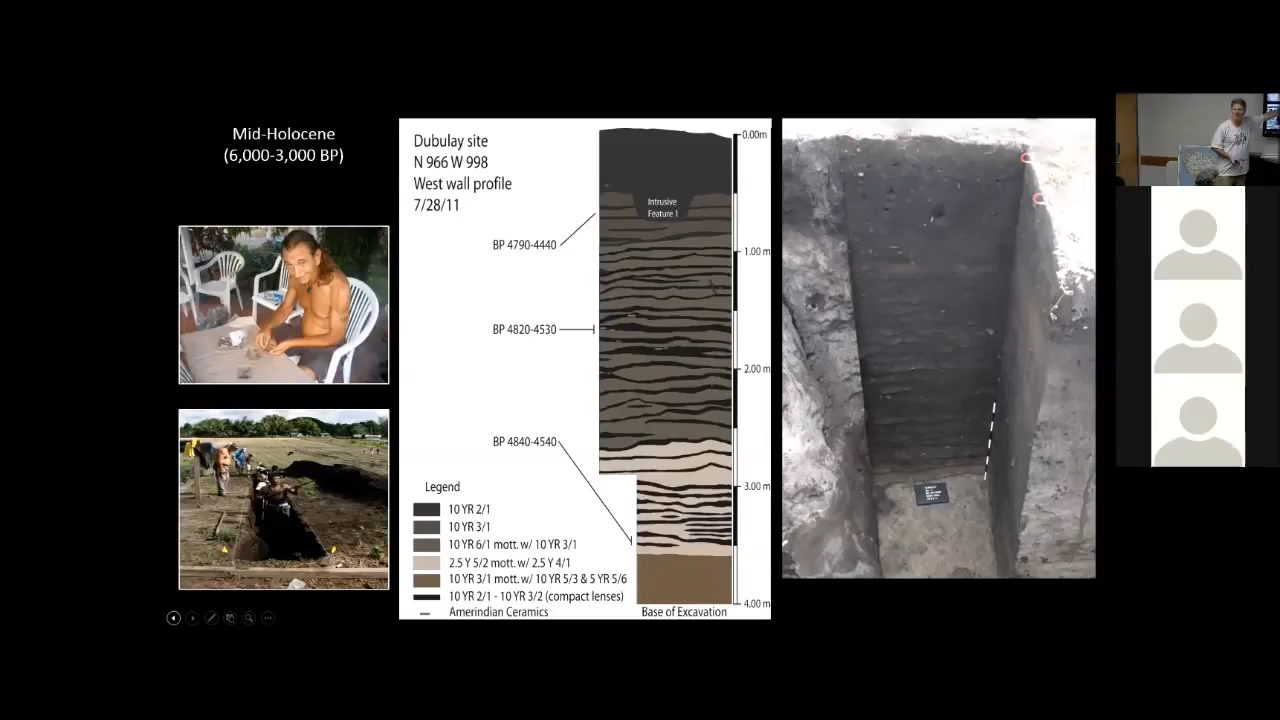 Mid-Holocene
(6,000-3,000 BP)
Dubulay site
N 966 W 998
West wall profile
7/28/11
0.00m
Intrusive
Feature 1
BP 4790-4440
1.00 m
BP 4820-4530
2.00 m
BP 4840-4540
3.00 m
Legend
10 YR 2/1
10 YR 3/1
10 YR 6/1 mott. w/ 10 YR 3/1
2.5 Y 5/2 mott. w/ 2.5 Y 4/1
10 YR 3/1 mott. w/ 10 YR 5/3 & 5 YR 5/6
10 YR 2/1 - 10 YR 3/2 (compact lenses)
Amerindian Ceramics
4.00 m
Base of Excavation